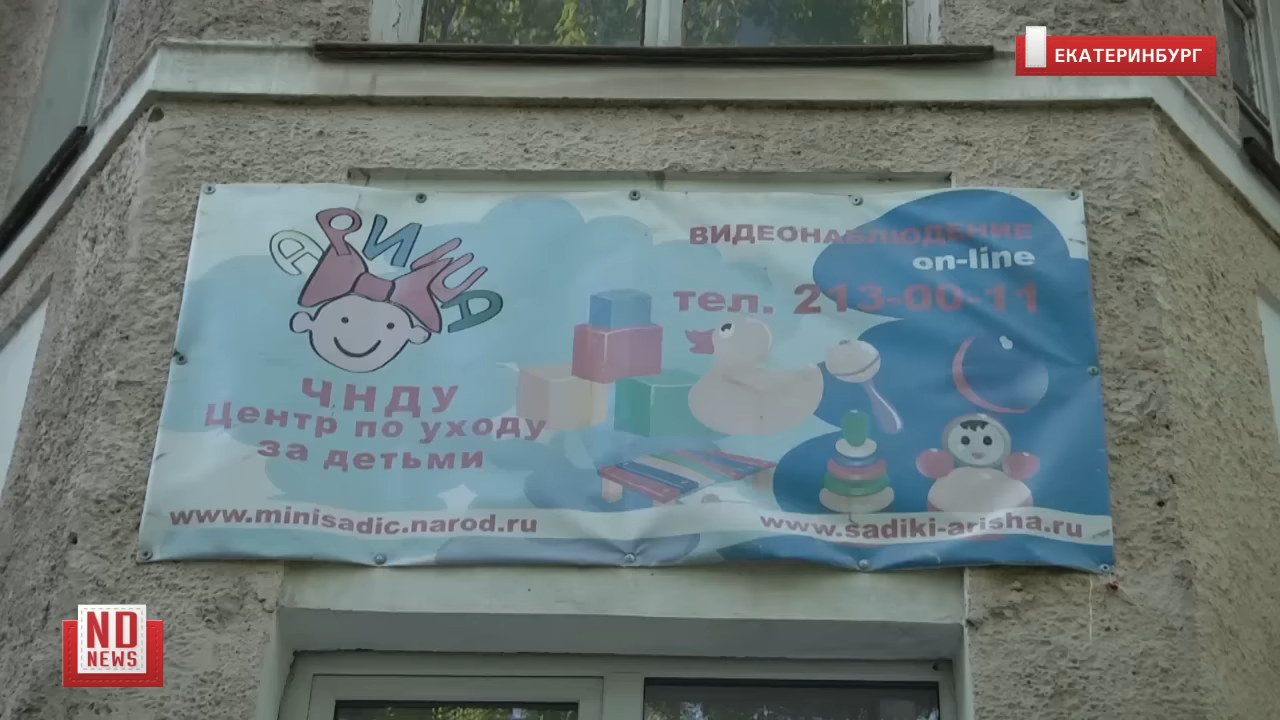 ЕКАТЕРИНБУРГ
АРИША
ВИДЕОНАБЛЮДЕНИЕ
on-line
тел. 213-00-11
ЧНДУ
Центр по уходу
за детьми
www.minisadic.narod.ru
www.sadiki-arisha.ru
ND
NEWS